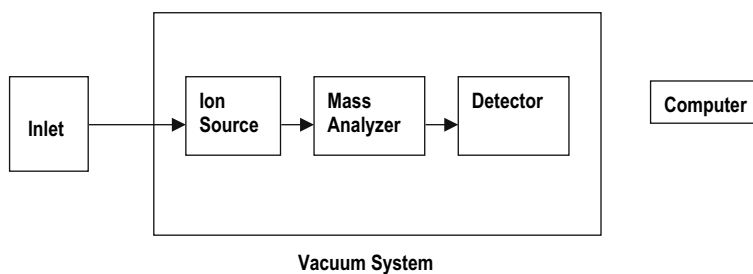 Inlet
Ion
Source
Mass
Analyzer
Detector
Computer
Vacuum System